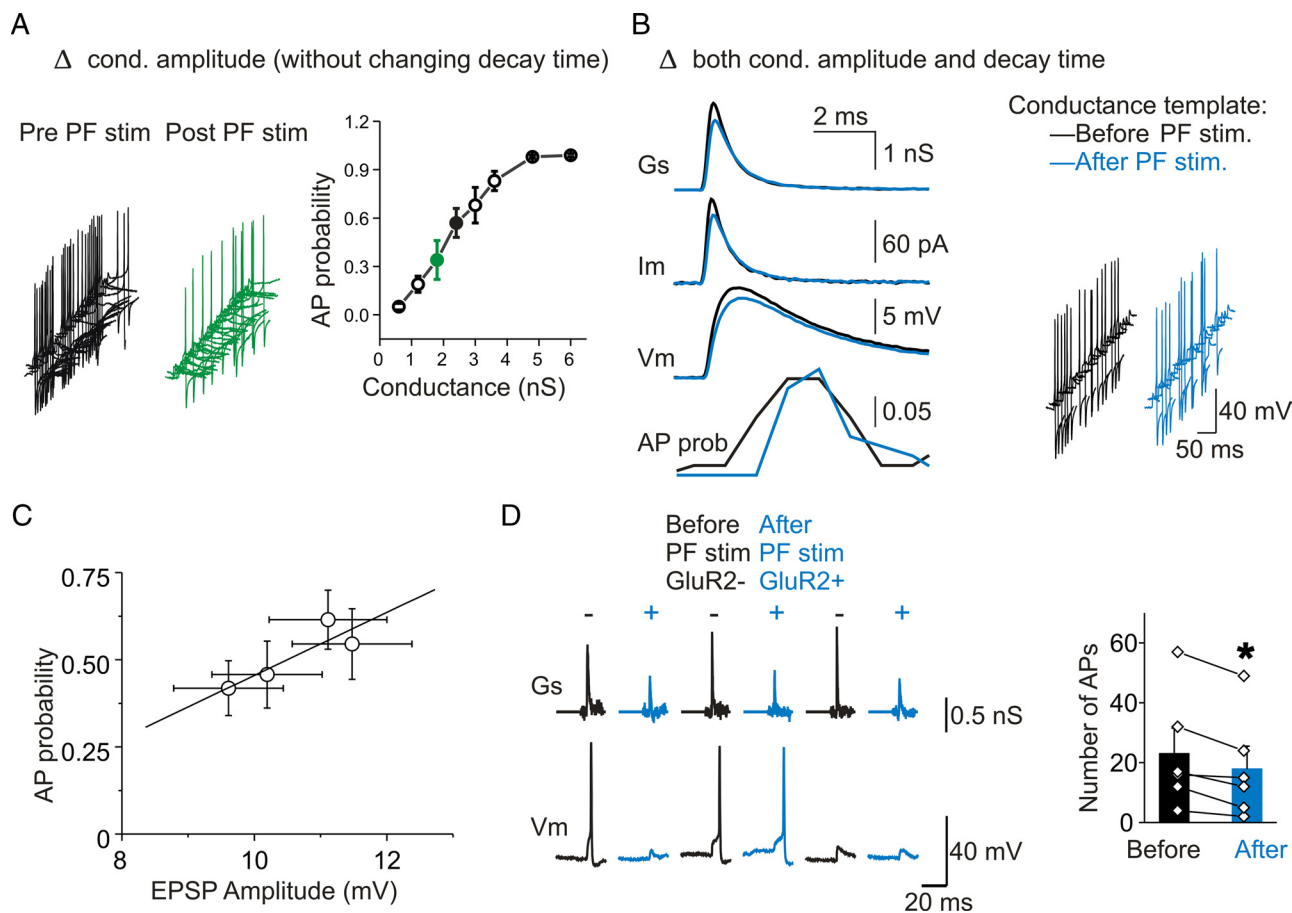 A
Δ cond. amplitude (without changing decay time)
Pre PF stim Post PF stim
AP probability
1.2
0.9
0.6
0.3
0.0
0 1 2 3 4 5 6
Conductance (nS)
B
Δ both cond. amplitude and decay time
Conductance template:
Before PF stim.
After PF stim.
2 ms
1 nS
Gs
60 pA
Im
5 mV
Vm
0.05
AP prob
40 mV
50 ms
C
AP probability
0.75
0.50
0.25
0
8 10 12
EPSP Amplitude (mV)
D
Before After
PF stim PF stim
GluR2- GluR2+
- + - + - +
Gs
0.5 nS
Vm
40 mV
20 ms
Number of APs
60
40
20
0
*
Before After